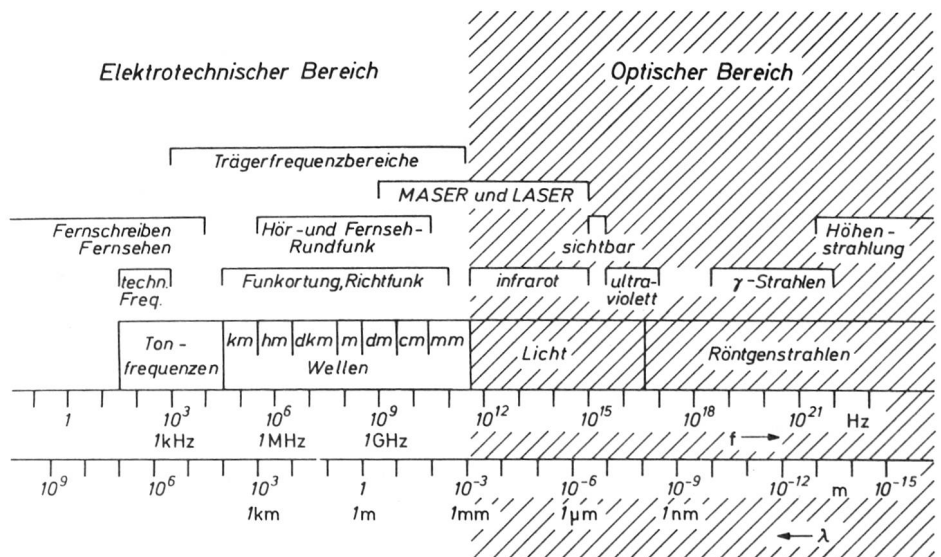 Elektrotechnischer Bereich
Optischer Bereich
Trägerfrequenzbereiche
MASER und LASER
Fernschreiben
Fernsehen
Hör- und Fernseh-
Rundfunk
sichtbar
Höhen-
strahlung
techn.
Freq.
Funkortung, Richtfunk
infrarot
ultra-
violett
γ-Strahlen
Ton-
frequenzen
km hm dkm m dm cm mm
Wellen
Licht
Röntgenstrahlen
1 10³ 10⁶ 10⁹ 10¹² 10¹⁵ 10¹⁸ 10²¹ Hz
1kHz 1MHz 1GHz f →
10⁹ 10⁶ 10³ 1 10⁻³ 10⁻⁶ 10⁻⁹ 10⁻¹² m 10⁻¹⁵
1km 1m 1mm 1µm 1nm
← λ